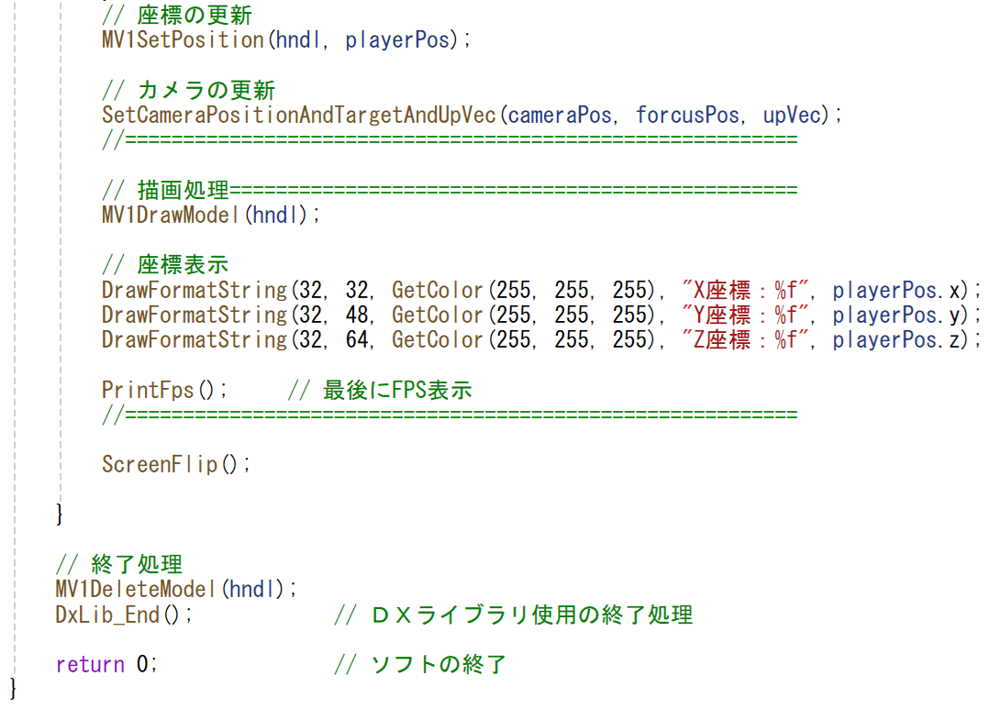 // 座標の更新
MV1SetPosition(hndl, playerPos);
// カメラの更新
SetCameraPositionAndTargetAndUpVec(cameraPos, forcusPos, upVec);
//==========================================================
// 描画処理=================================================
MV1DrawModel(hndl);
// 座標表示
DrawFormatString(32, 32, GetColor(255, 255, 255), "X座標：%f", playerPos.x);
DrawFormatString(32, 48, GetColor(255, 255, 255), "Y座標：%f", playerPos.y);
DrawFormatString(32, 64, GetColor(255, 255, 255), "Z座標：%f", playerPos.z);
PrintFps();     // 最後にFPS表示
//==========================================================
ScreenFlip();
}
// 終了処理
MV1DeleteModel(hndl);
DxLib_End();            // ＤＸライブラリ使用の終了処理
return 0;               // ソフトの終了
}